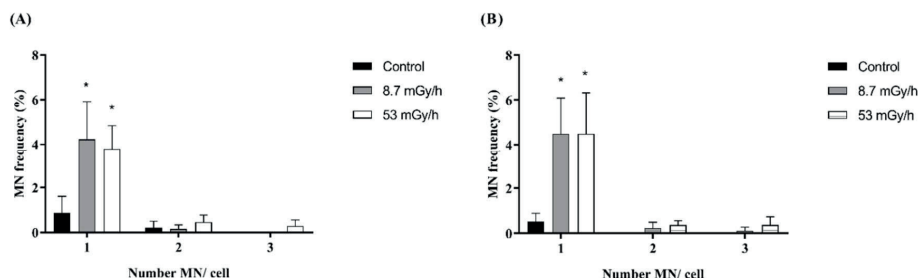 (A)
MN frequency (%)
8
6
4
2
0
*
*
1
2
3
Number MN/ cell
Control
8.7 mGy/h
53 mGy/h
(B)
MN frequency (%)
8
6
4
2
0
*
*
1
2
3
Number MN/ cell
Control
8.7 mGy/h
53 mGy/h